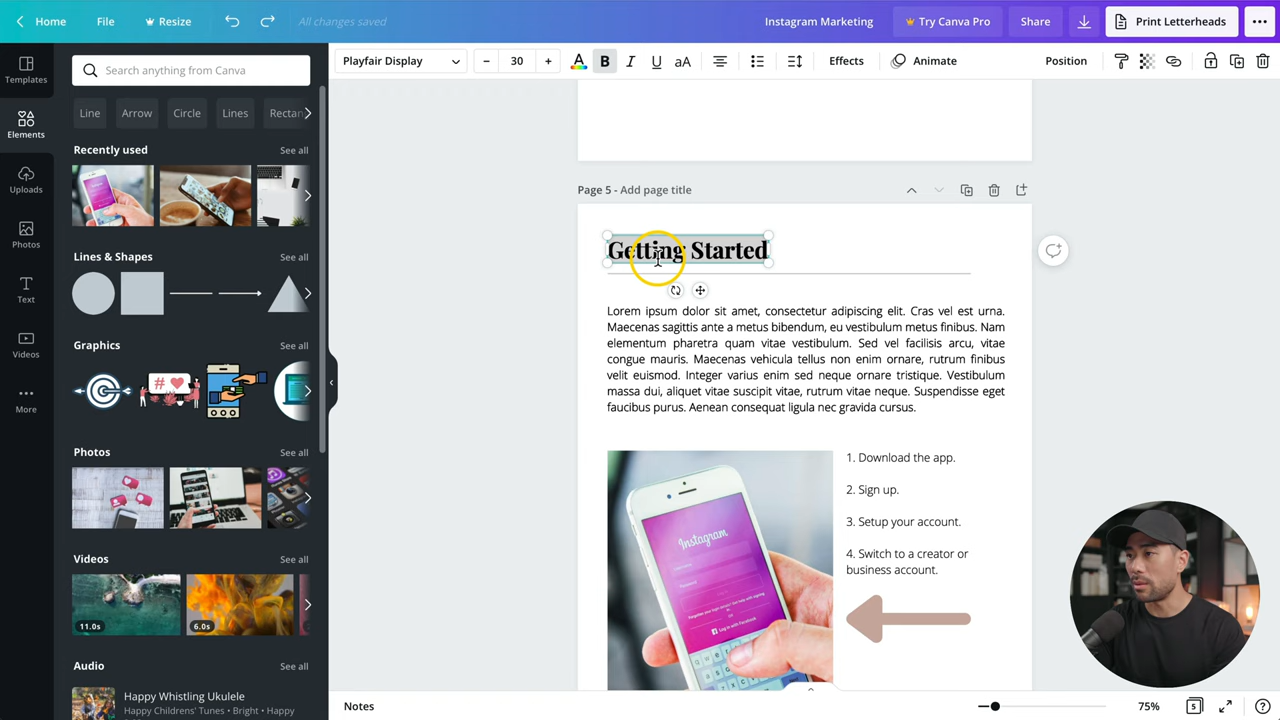 Home File Resize All changes saved Instagram Marketing Try Canva Pro Share Print Letterheads
Playfair Display 30 A B I U aA Effects Animate Position
Templates
Elements
Uploads
Photos
Text
Videos
More
Search anything from Canva
Line Arrow Circle Lines Rectan
Recently used See all
Lines & Shapes See all
Graphics See all
Photos See all
Videos See all
11.0s 6.0s
Audio See all
Happy Whistling Ukulele
Happy Childrens' Tunes • Bright • Happy
Page 5 - Add page title
Getting Started
Lorem ipsum dolor sit amet, consectetur adipiscing elit. Cras vel est urna.
Maecenas sagittis ante a metus bibendum, eu vestibulum metus finibus. Nam
elementum pharetra quam vitae vestibulum. Sed vel facilisis arcu, vitae
congue mauris. Maecenas vehicula tellus non enim ornare, rutrum finibus
velit euismod. Integer varius enim sed neque ornare tristique. Vestibulum
massa dui, aliquet vitae suscipit vitae, rutrum vitae neque. Suspendisse eget
faucibus purus. Aenean consequat ligula nec gravida cursus.
Instagram
Log in with Facebook
1. Download the app.
2. Sign up.
3. Setup your account.
4. Switch to a creator or
business account.
Notes 75% 5